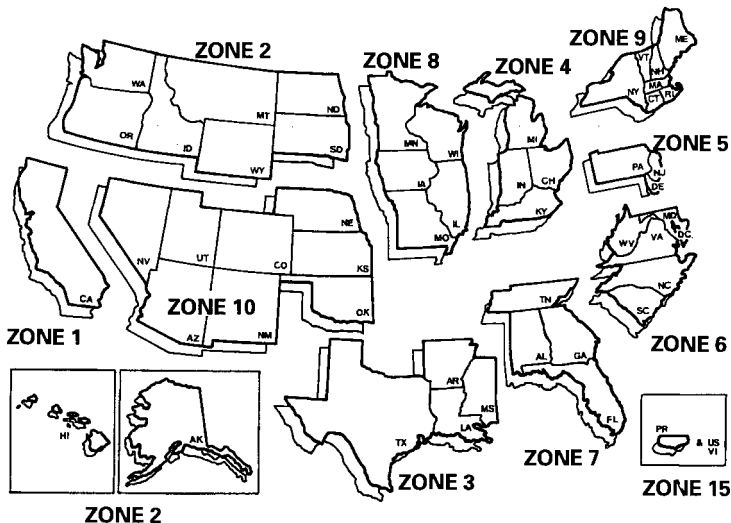 ZONE 2
WA
MT
ND
OR
ID
WY
SD
ZONE 8
MN
WI
IA
IL
MO
ZONE 4
MI
IN
OH
KY
ZONE 9
ME
VT
NH
NY
MA
CT
RI
ZONE 5
PA
NJ
DE
MD
DC
WV
VA
NC
SC
ZONE 6
CA
ZONE 1
NV
UT
CO
NE
KS
OK
ZONE 10
AZ
NM
TX
AR
LA
MS
ZONE 3
TN
AL
GA
FL
ZONE 7
HI
AK
ZONE 2
PR
& US
VI
ZONE 15